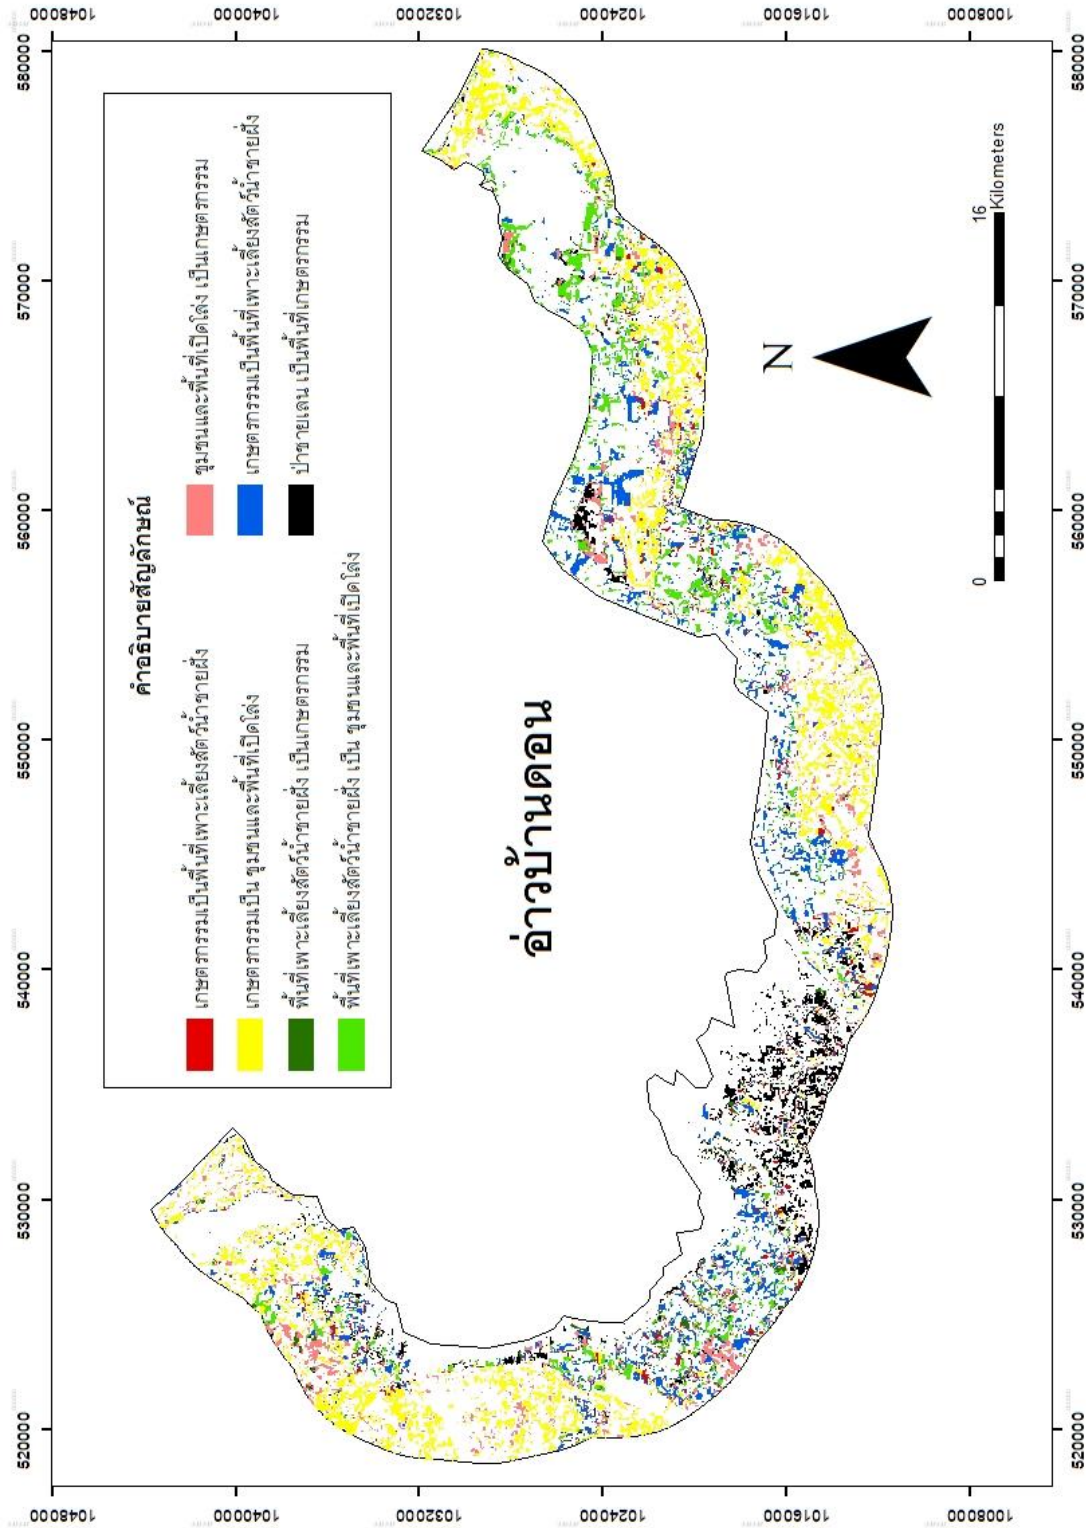 520000 530000 540000 550000 560000 570000 580000
1048000 1048000
คำอธิบายสัญลักษณ์
เกษตรกรรมเป็นพื้นที่เพาะเลี้ยงสัตว์น้ำชายฝั่ง ชุมชนและพื้นที่เปิดโล่ง เป็นเกษตรกรรม
1040000 1040000
เกษตรกรรมเป็น ชุมชนและพื้นที่เปิดโล่ง เกษตรกรรมเป็นพื้นที่เพาะเลี้ยงสัตว์น้ำชายฝั่ง
พื้นที่เพาะเลี้ยงสัตว์น้ำชายฝั่ง เป็นเกษตรกรรม ป่าชายเลน เป็นพื้นที่เกษตรกรรม
พื้นที่เพาะเลี้ยงสัตว์น้ำชายฝั่ง เป็น ชุมชนและพื้นที่เปิดโล่ง
1032000 1032000
อ่าวบ้านดอน
1024000 1024000
N
1016000 1016000
0 16
Kilometers
1008000 1008000
520000 530000 540000 550000 560000 570000 580000